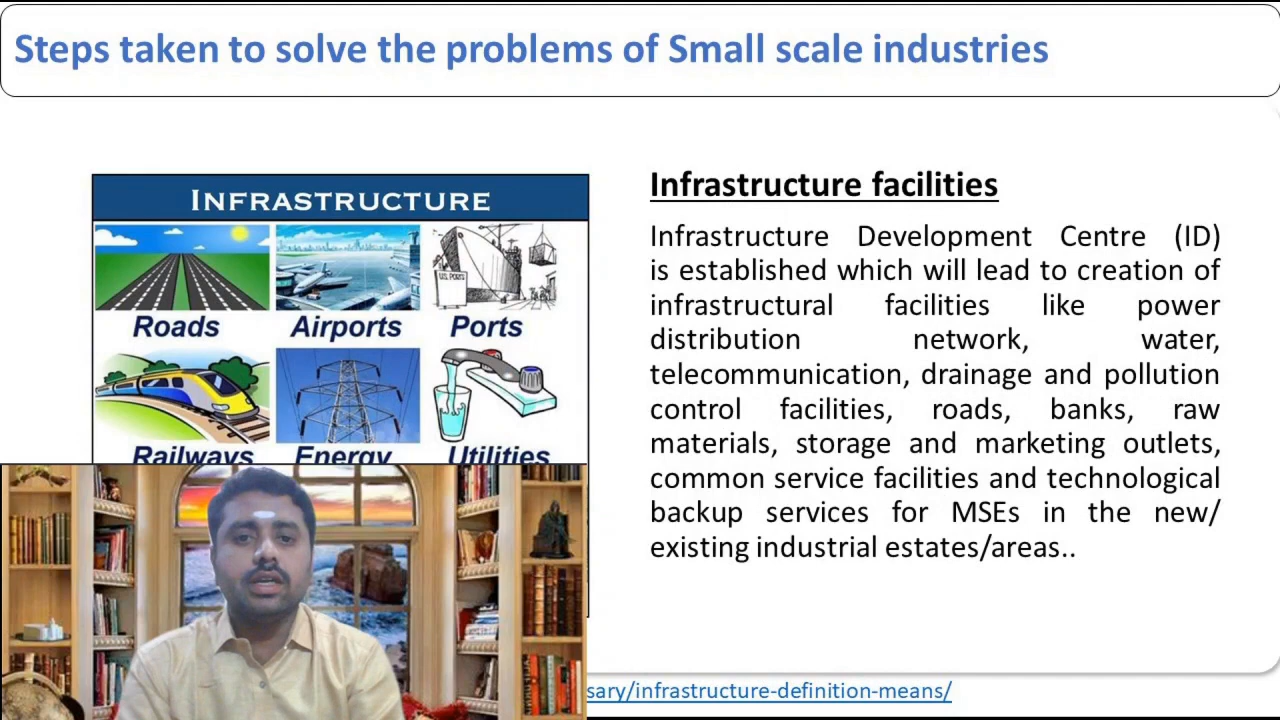 Steps taken to solve the problems of Small scale industries
INFRASTRUCTURE
Roads Airports Ports
Railways Energy Utilities
Infrastructure facilities
Infrastructure Development Centre (ID)
is established which will lead to creation of
infrastructural facilities like power
distribution network, water,
telecommunication, drainage and pollution
control facilities, roads, banks, raw
materials, storage and marketing outlets,
common service facilities and technological
backup services for MSEs in the new/
existing industrial estates/areas..
sary/infrastructure-definition-means/